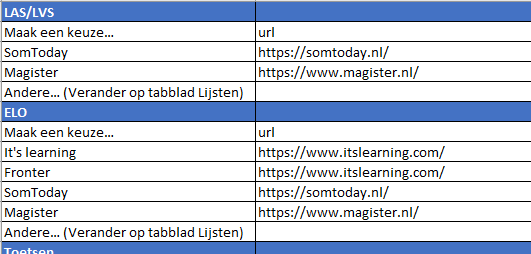 LAS/LVS
Maak een keuze... url
SomToday https://somtoday.nl/
Magister https://www.magister.nl/
Andere... (Verander op tabblad Lijsten)
ELO
Maak een keuze... url
It's learning https://www.itslearning.com/
Fronter https://www.itslearning.com/
SomToday https://somtoday.nl/
Magister https://www.magister.nl/
Andere... (Verander op tabblad Lijsten)
Toetsen